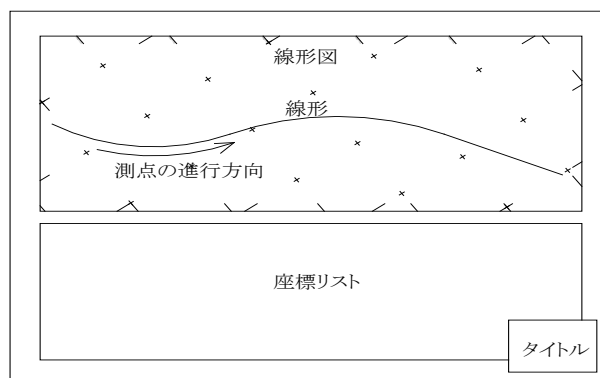 線形図
線形
測点の進行方向
座標リスト
タイトル